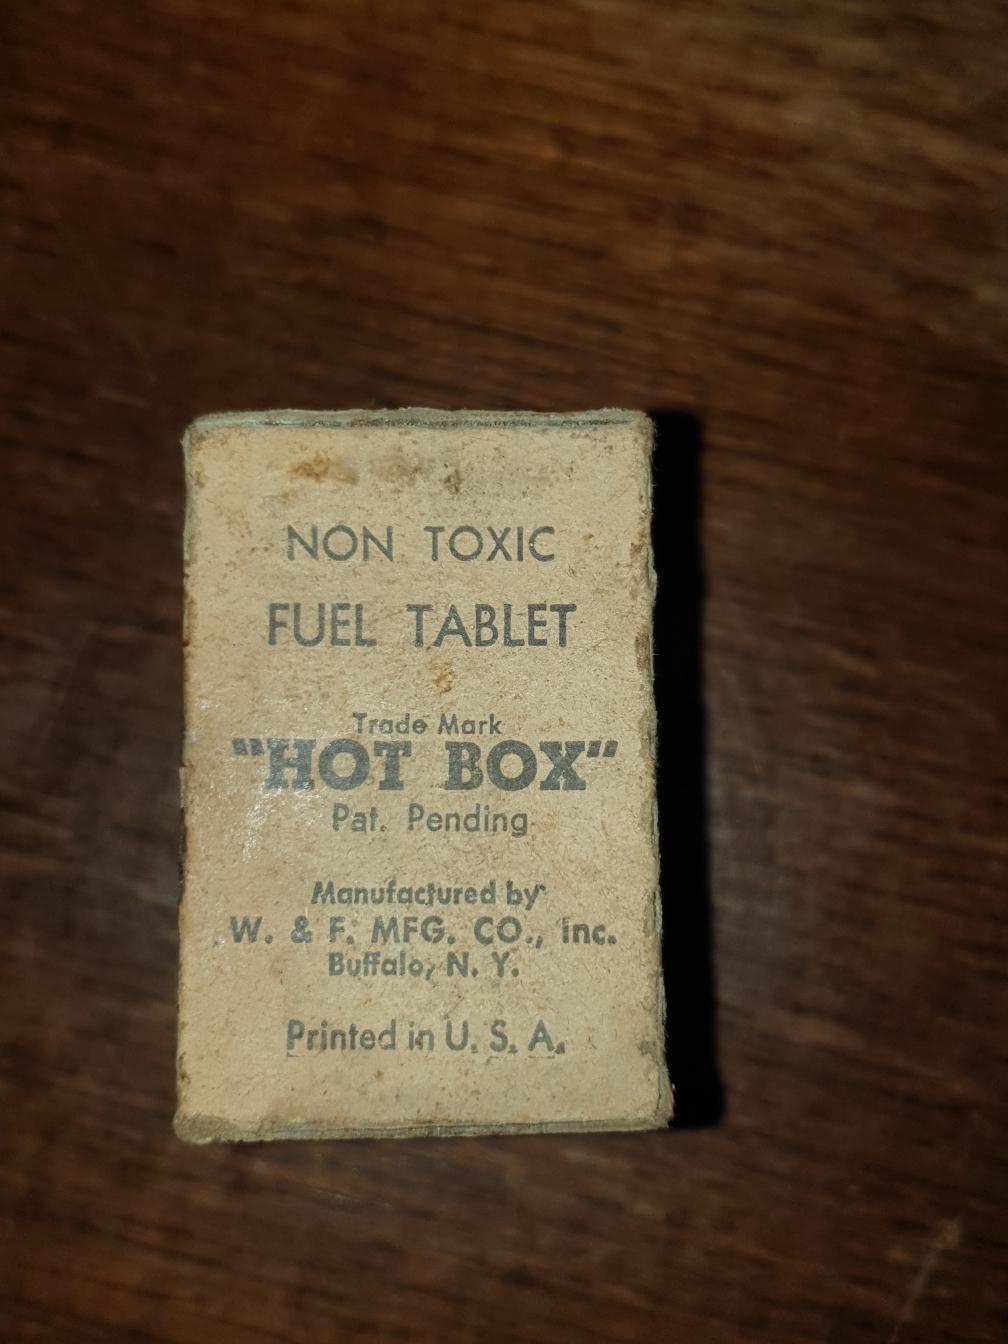 NON TOXIC
FUEL TABLET
Trade Mark
"HOT BOX"
Pat. Pending
Manufactured by
W. & F. MFG. CO., Inc.
Buffalo, N. Y.
Printed in U. S. A.